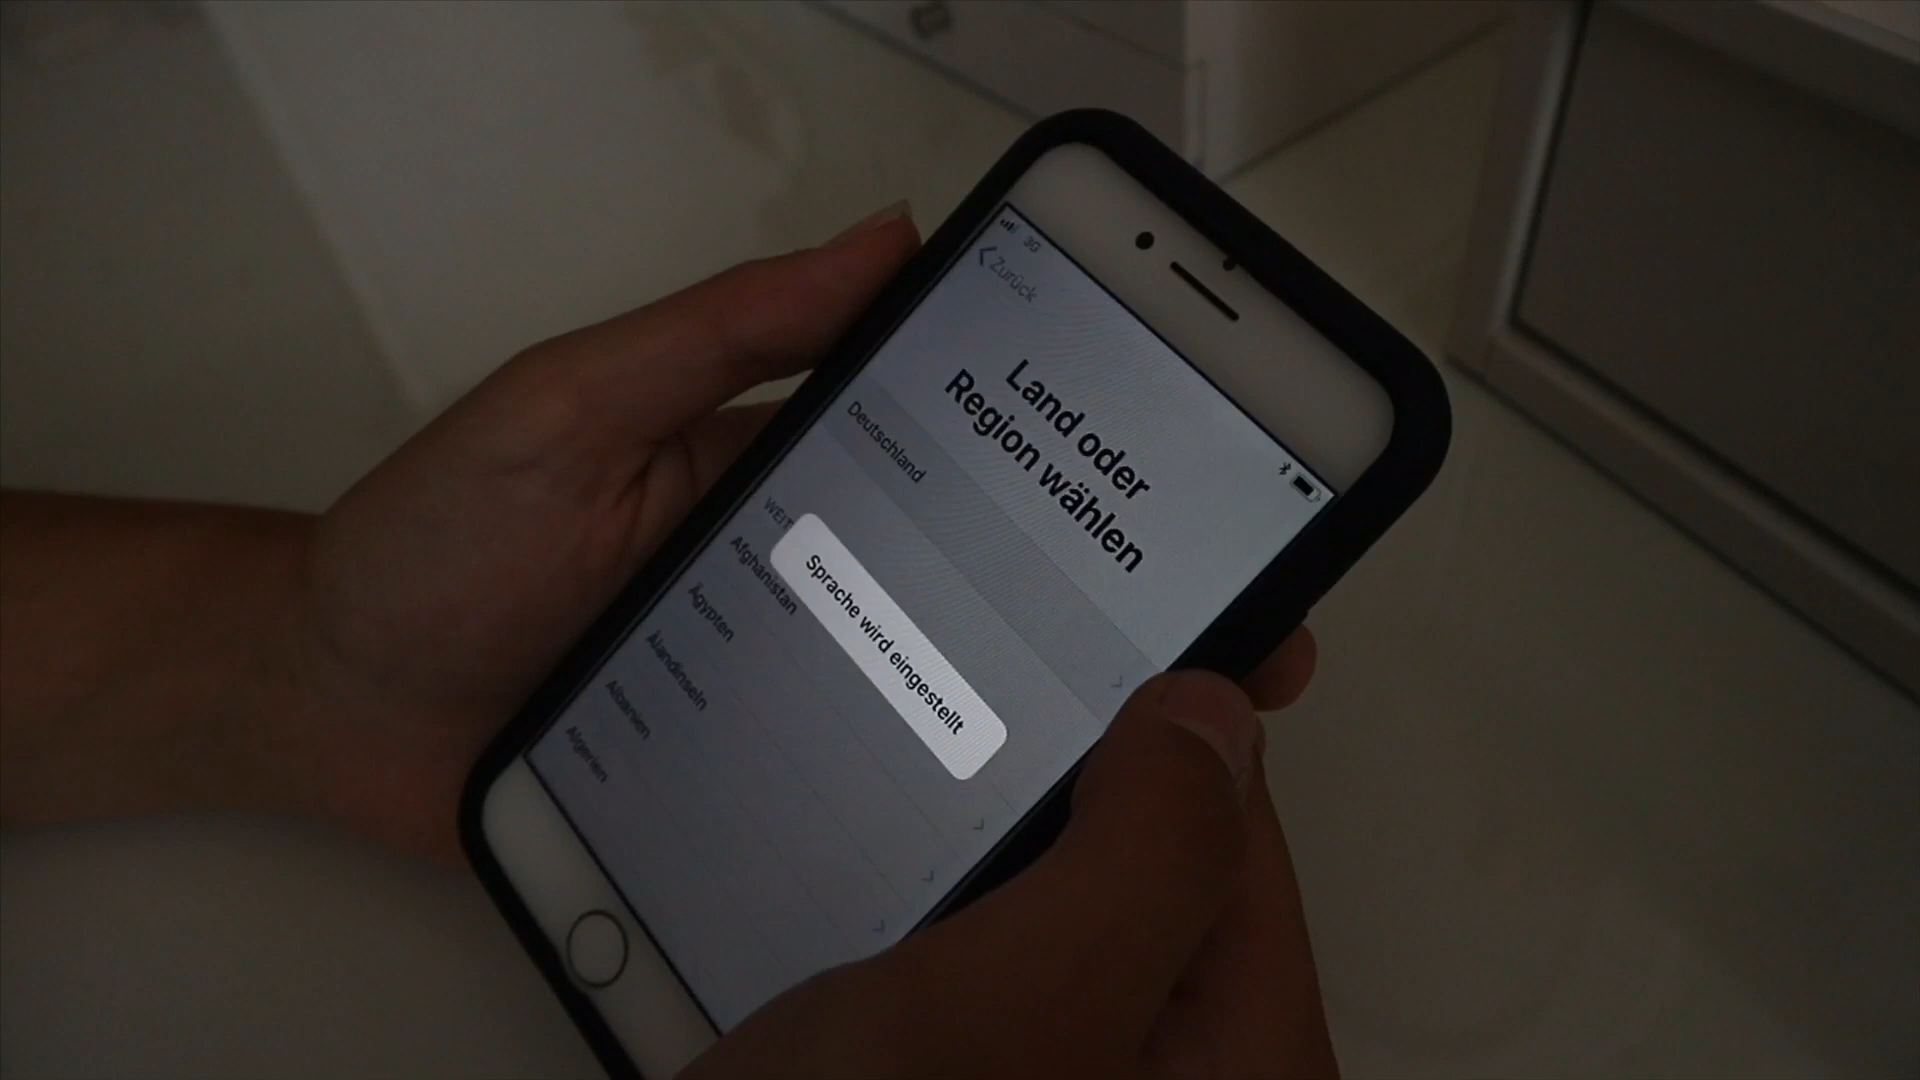 3G
Zurück
Land oder
Region wählen
Deutschland
Afghanistan
Ägypten
Ålandinseln
Albanien
Algerien
Sprache wird eingestellt